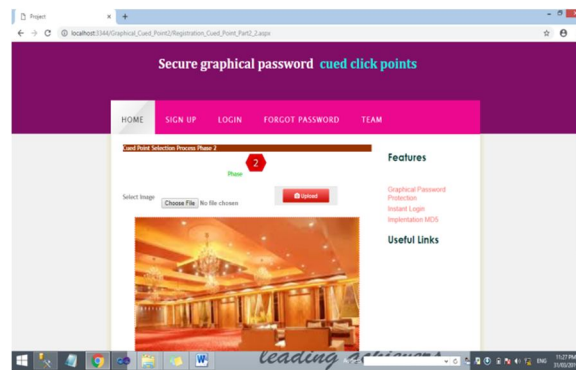 Project
localhost:3344/Graphical_Cued_Point2/Registration_Cued_Point_Part2_2.aspx
Secure graphical password cued click points
HOME SIGN UP LOGIN FORGOT PASSWORD TEAM
Cued Point Selection Process Phase 2
2
Phase
Select Image Choose File No file chosen Upload
Features
Graphical Password
Protection
Instant Login
Implentation MD5
Useful Links
leading achievers
ENG 11:27 PM